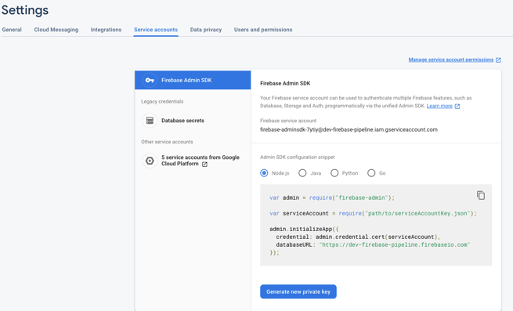 Settings
General Cloud Messaging Integrations Service accounts Data privacy Users and permissions
Manage service account permissions
Firebase Admin SDK
Legacy credentials
Database secrets
Other service accounts
5 service accounts from Google
Cloud Platform
Firebase Admin SDK
Your Firebase service account can be used to authenticate multiple Firebase features, such as
Database, Storage and Auth, programmatically via the unified Admin SDK. Learn more
Firebase service account
firebase-adminsdk-7ytiy@dev-firebase-pipeline.iam.gserviceaccount.com
Admin SDK configuration snippet
Node.js Java Python Go
var admin = require("firebase-admin");
var serviceAccount = require("path/to/serviceAccountKey.json");
admin.initializeApp({
credential: admin.credential.cert(serviceAccount),
databaseURL: "https://dev-firebase-pipeline.firebaseio.com"
});
Generate new private key